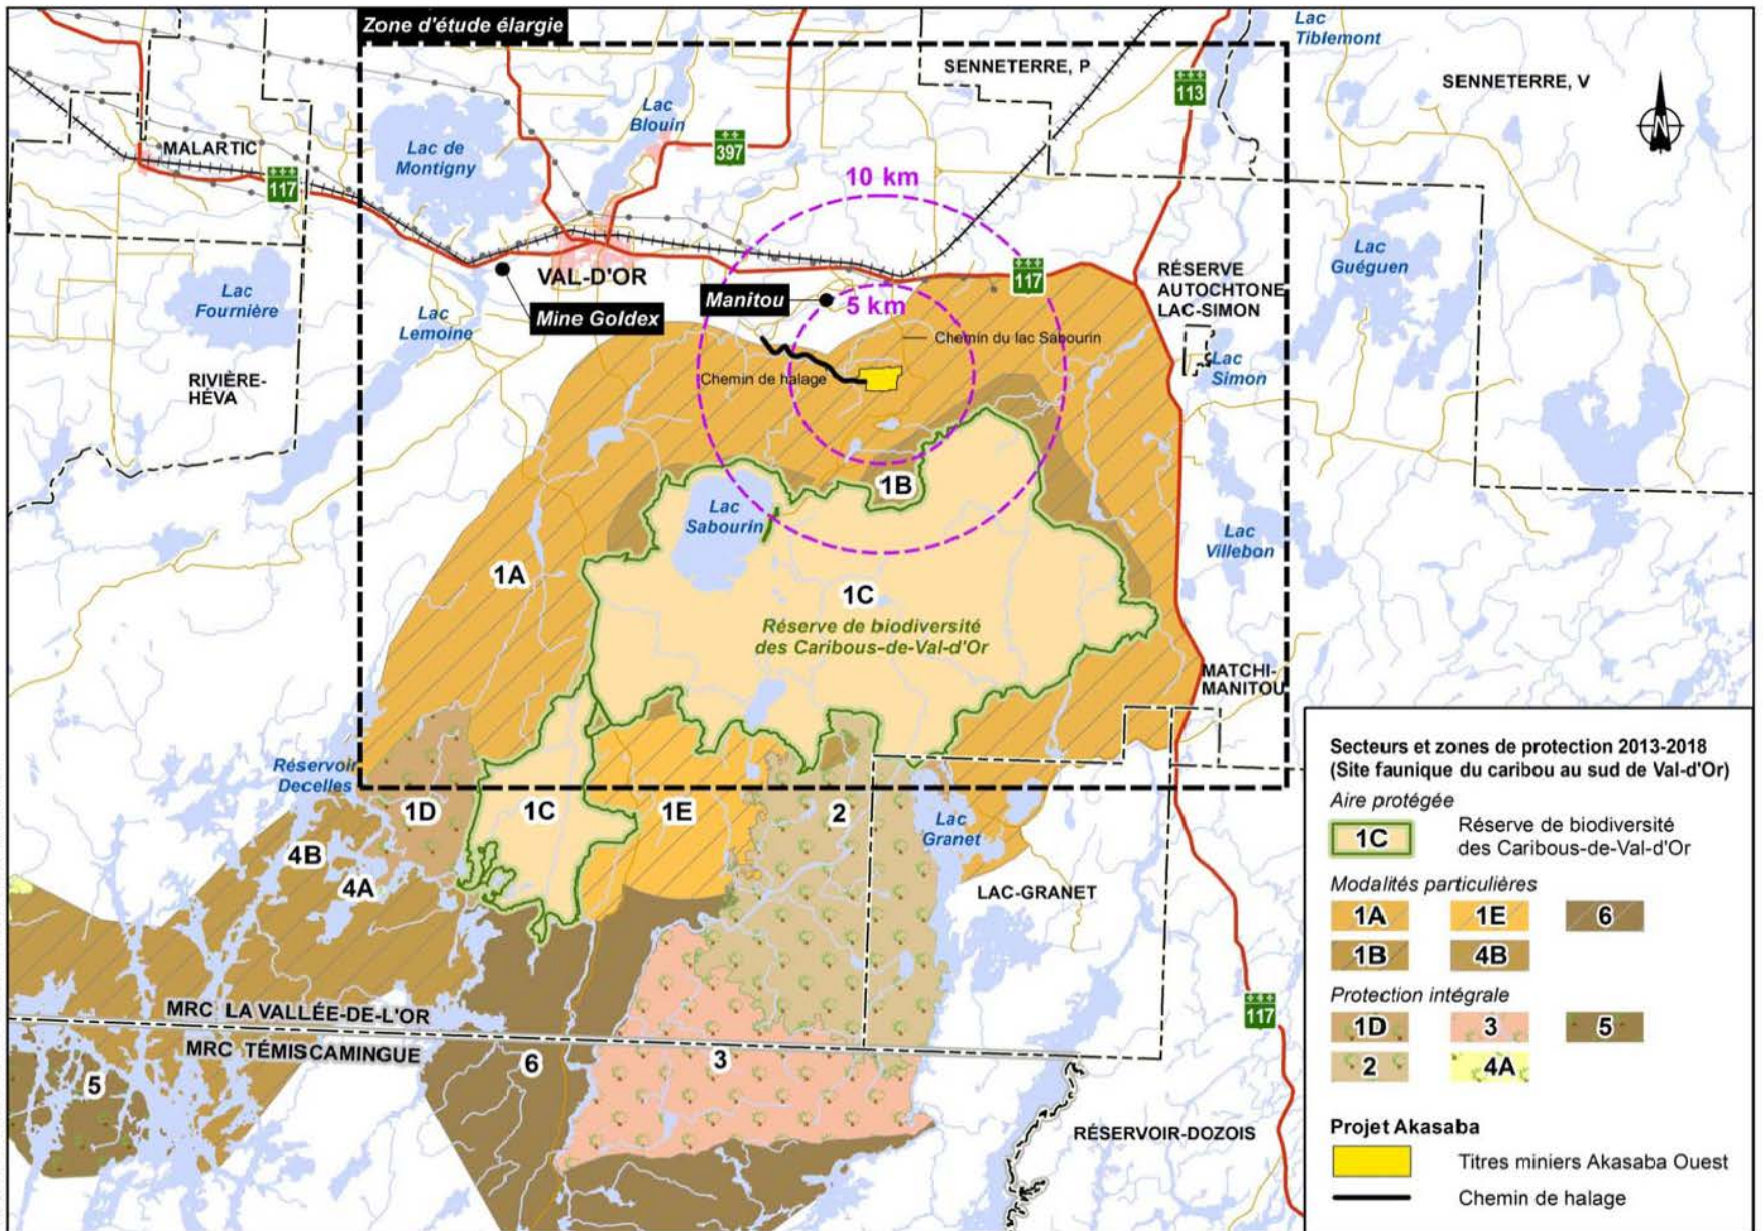 Zone d'étude élargie
Lac
Tiblemont
SENNETERRE, P
SENNETERRE, V
113
Lac
Blouin
Lac de
Montigny
397
MALARTIC
117
N
10 km
VAL-D'OR
Mine Goldex
Manitou
5 km
117
Lac
Guéguen
RÉSERVE
AUTOCHTONE
LAC-SIMON
Lac
Fournière
Lac
Lemoine
Chemin du lac Sabourin
Chemin de halage
Lac
Simon
RIVIÈRE-
HÉVA
1B
Lac
Sabourin
Lac
Villebon
1A
1C
Réserve de biodiversité
des Caribous-de-Val-d'Or
MATCHI-
MANITOU
Réservoir
Decelles
1D
1C
1E
2
Lac
Granet
4B
4A
LAC-GRANET
MRC LA VALLÉE-DE-L'OR
MRC TÉMISCAMINGUE
117
5
6
3
RÉSERVOIR-DOZOIS
Secteurs et zones de protection 2013-2018
(Site faunique du caribou au sud de Val-d'Or)
Aire protégée
1C
Réserve de biodiversité
des Caribous-de-Val-d'Or
Modalités particulières
1A 1E 6
1B 4B
Protection intégrale
1D 3 5
2 4A
Projet Akasaba
Titres miniers Akasaba Ouest
Chemin de halage